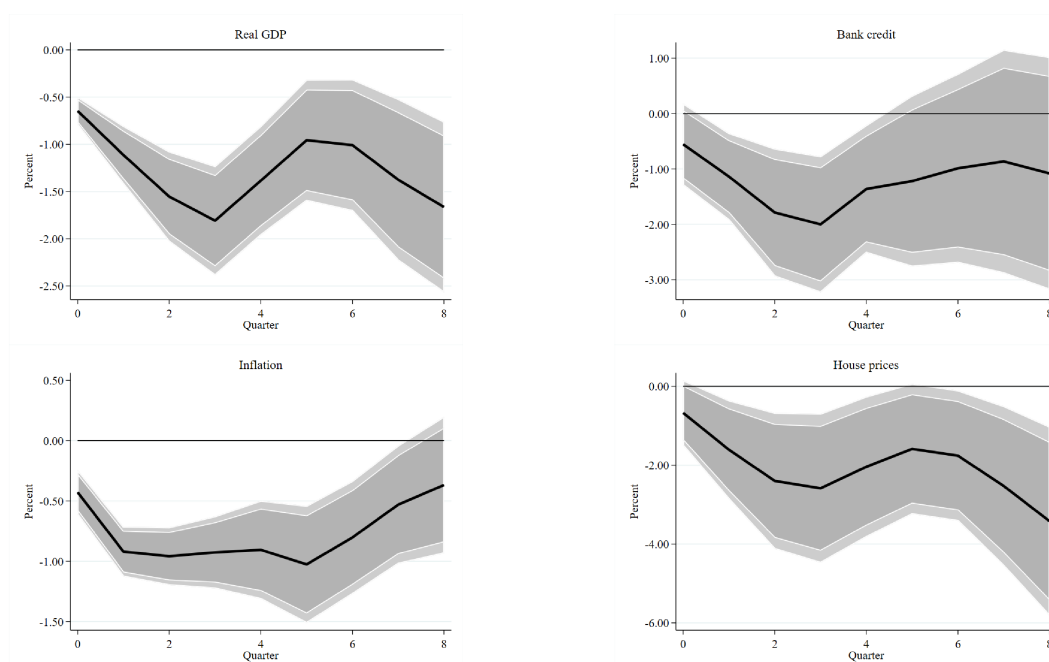 Real GDP
0.00
-0.50
-1.00
-1.50
-2.00
-2.50
Percent
0 2 4 6 8
Quarter
Bank credit
1.00
0.00
-1.00
-2.00
-3.00
Percent
0 2 4 6 8
Quarter
Inflation
0.50
0.00
-0.50
-1.00
-1.50
Percent
0 2 4 6 8
Quarter
House prices
0.00
-2.00
-4.00
-6.00
Percent
0 2 4 6 8
Quarter